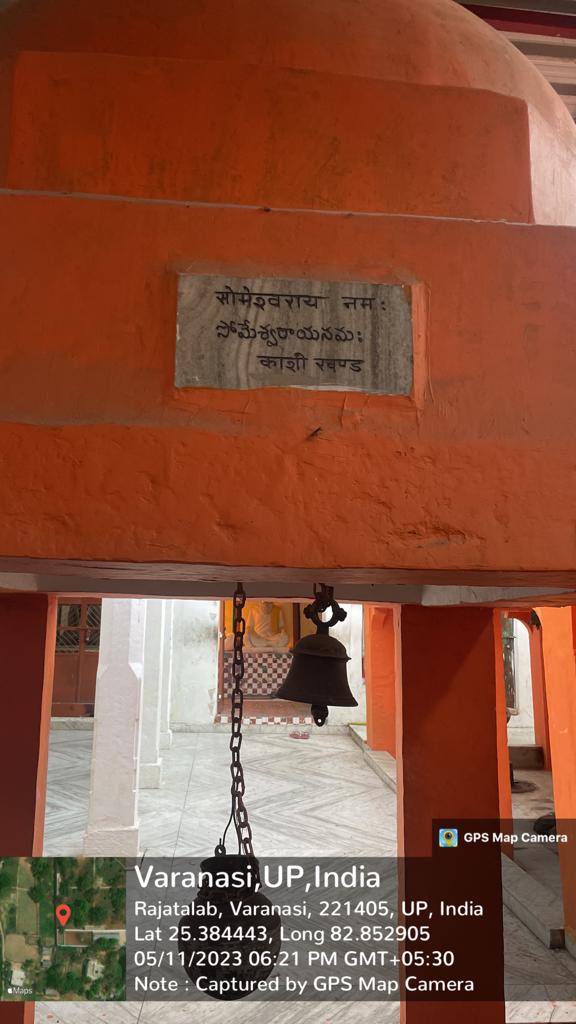 सोमेश्वराय नमः
సోమేశ్వరాయనమః
काशी खण्ड
GPS Map Camera
Varanasi,UP,India
Rajatalab, Varanasi, 221405, UP, India
Lat 25.384443, Long 82.852905
05/11/2023 06:21 PM GMT+05:30
Note : Captured by GPS Map Camera
Maps